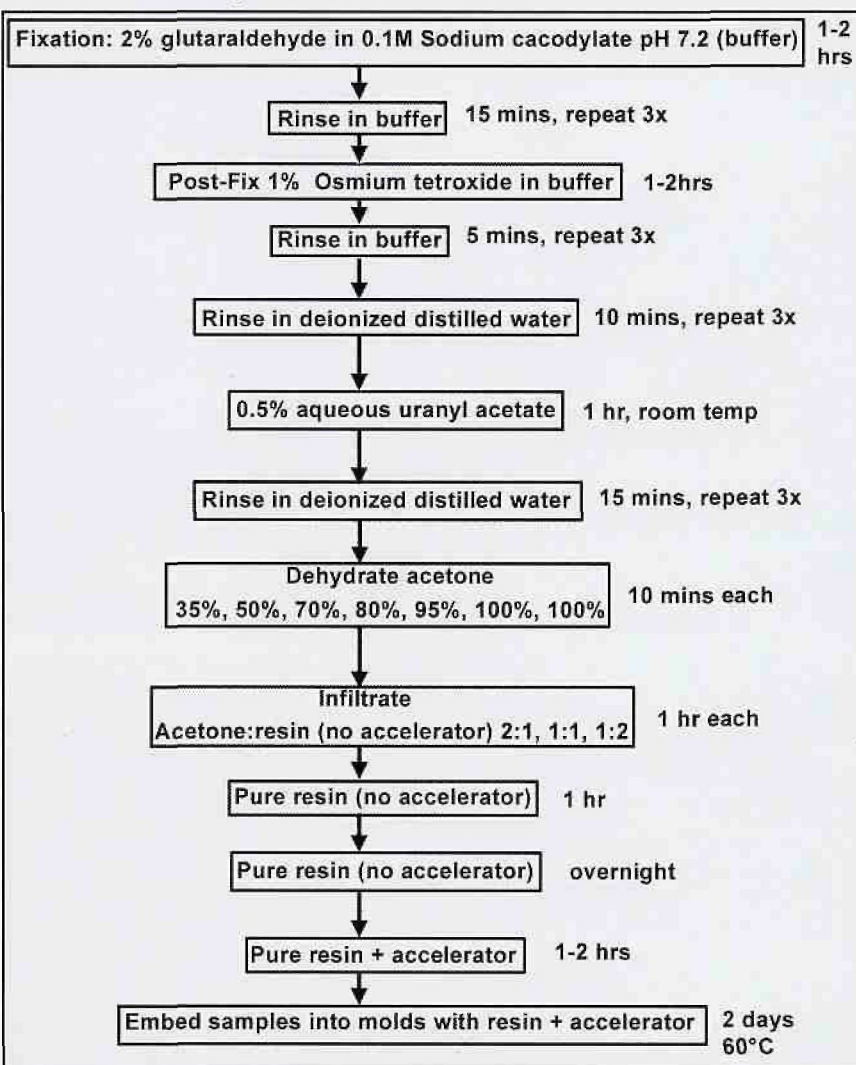 Fixation: 2% glutaraldehyde in 0.1M Sodium cacodylate pH 7.2 (buffer) 1-2 hrs
Rinse in buffer 15 mins, repeat 3x
Post-Fix 1% Osmium tetroxide in buffer 1-2hrs
Rinse in buffer 5 mins, repeat 3x
Rinse in deionized distilled water 10 mins, repeat 3x
0.5% aqueous uranyl acetate 1 hr, room temp
Rinse in deionized distilled water 15 mins, repeat 3x
Dehydrate acetone
35%, 50%, 70%, 80%, 95%, 100%, 100% 10 mins each
Infiltrate
Acetone:resin (no accelerator) 2:1, 1:1, 1:2 1 hr each
Pure resin (no accelerator) 1 hr
Pure resin (no accelerator) overnight
Pure resin + accelerator 1-2 hrs
Embed samples into molds with resin + accelerator 2 days
60°C